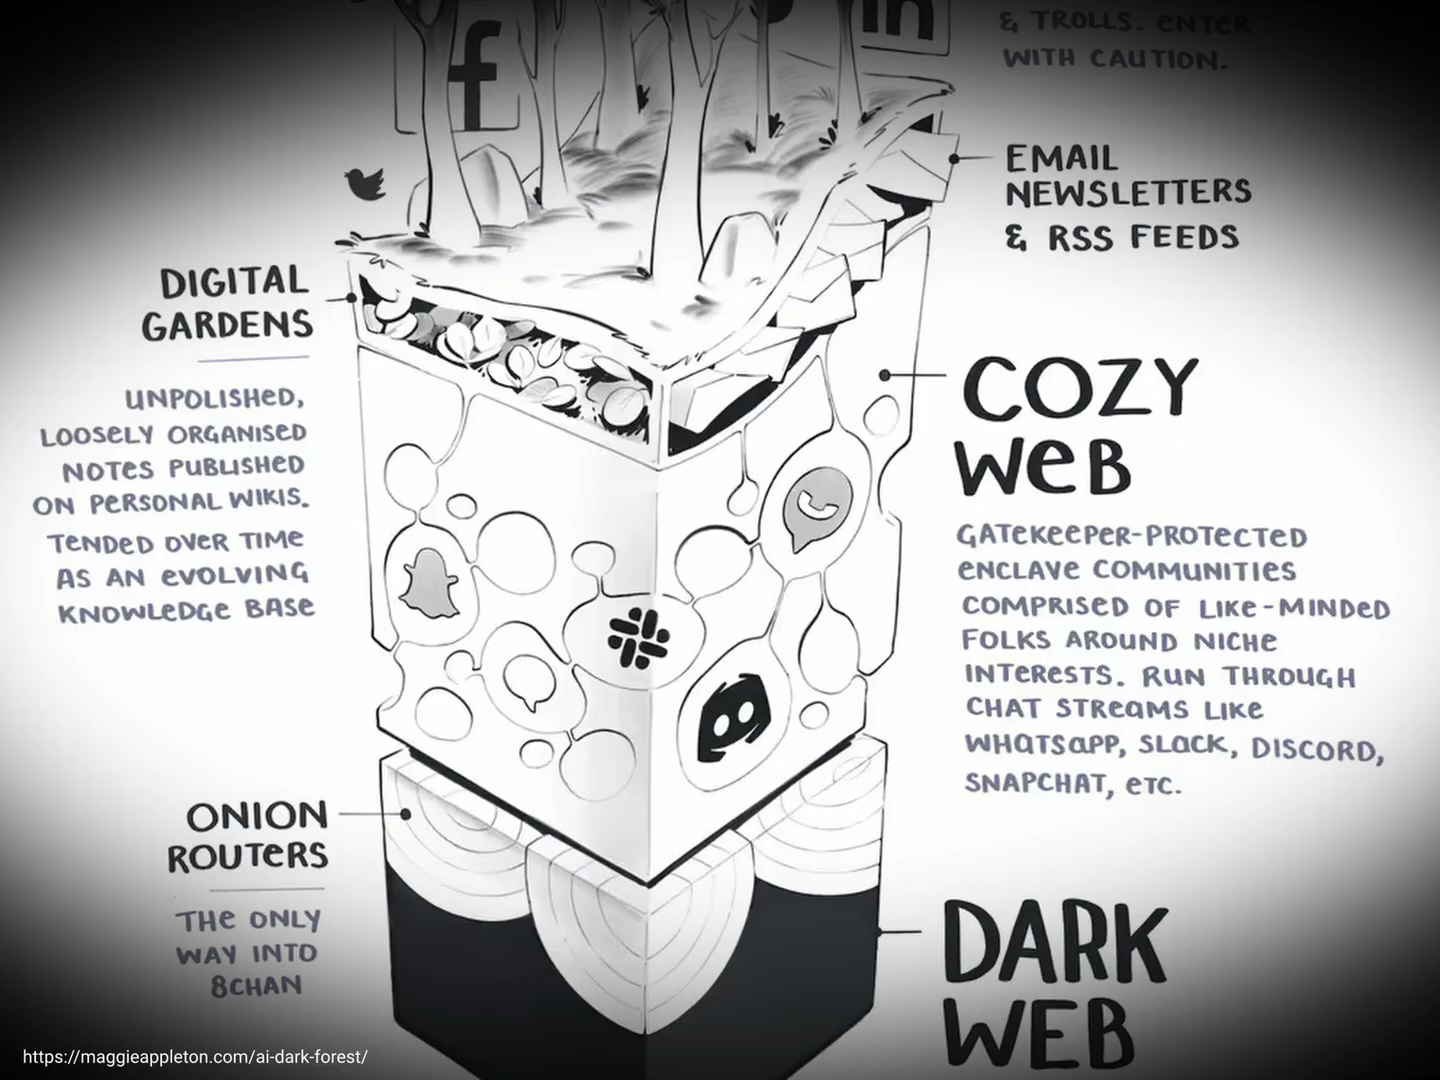 & TROLLS. ENTER
WITH CAUTION.
f
in
EMAIL
NEWSLETTERS
& RSS FEEDS
DIGITAL
GARDENS
UNPOLISHED,
LOOSELY ORGANISED
NOTES PUBLISHED
ON PERSONAL WIKIS.
TENDED OVER TIME
AS AN EVOLVING
KNOWLEDGE BASE
COZY
WEB
GATEKEEPER-PROTECTED
ENCLAVE COMMUNITIES
COMPRISED OF LIKE-MINDED
FOLKS AROUND NICHE
INTERESTS. RUN THROUGH
CHAT STREAMS LIKE
WHATSAPP, SLACK, DISCORD,
SNAPCHAT, ETC.
ONION
ROUTERS
THE ONLY
WAY INTO
8CHAN
DARK
WEB
https://maggieappleton.com/ai-dark-forest/